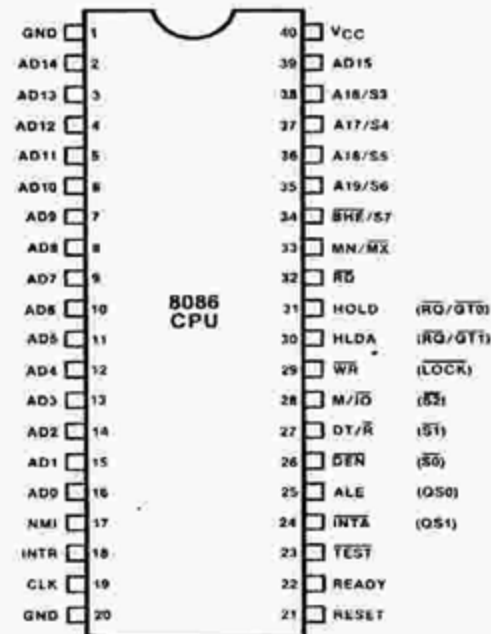 GND 1 40 VCC
AD14 2 39 AD15
AD13 3 38 A16/S3
AD12 4 37 A17/S4
AD11 5 36 A18/S5
AD10 6 35 A19/S6
AD9 7 34 BHE/S7
AD8 8 33 MN/MX
AD7 9 32 RD
AD6 10 31 HOLD (RQ/GT0)
AD5 11 30 HLDA (RQ/GT1)
AD4 12 29 WR (LOCK)
AD3 13 28 M/IO (S2)
AD2 14 27 DT/R (S1)
AD1 15 26 DEN (S0)
AD0 16 25 ALE (QS0)
NMI 17 24 INTA (QS1)
INTR 18 23 TEST
CLK 19 22 READY
GND 20 21 RESET
8086
CPU